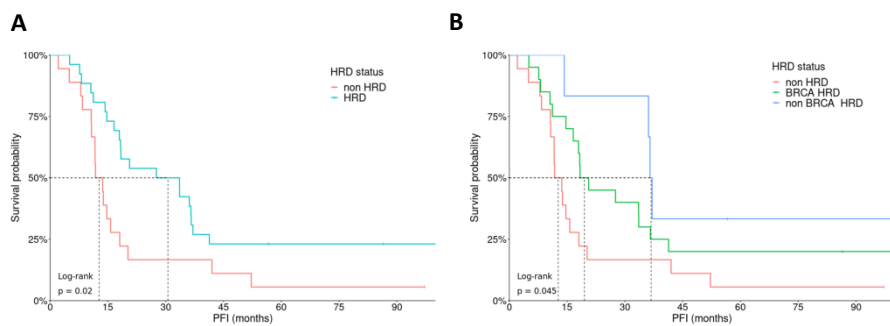 A
100%
75%
50%
25%
0%
Survival probability
HRD status
non HRD
HRD
Log-rank
p = 0.02
0 15 30 45 60 75 90
PFI (months)
B
100%
75%
50%
25%
0%
Survival probability
HRD status
non HRD
BRCA HRD
non BRCA HRD
Log-rank
p = 0.045
0 15 30 45 60 75 90
PFI (months)